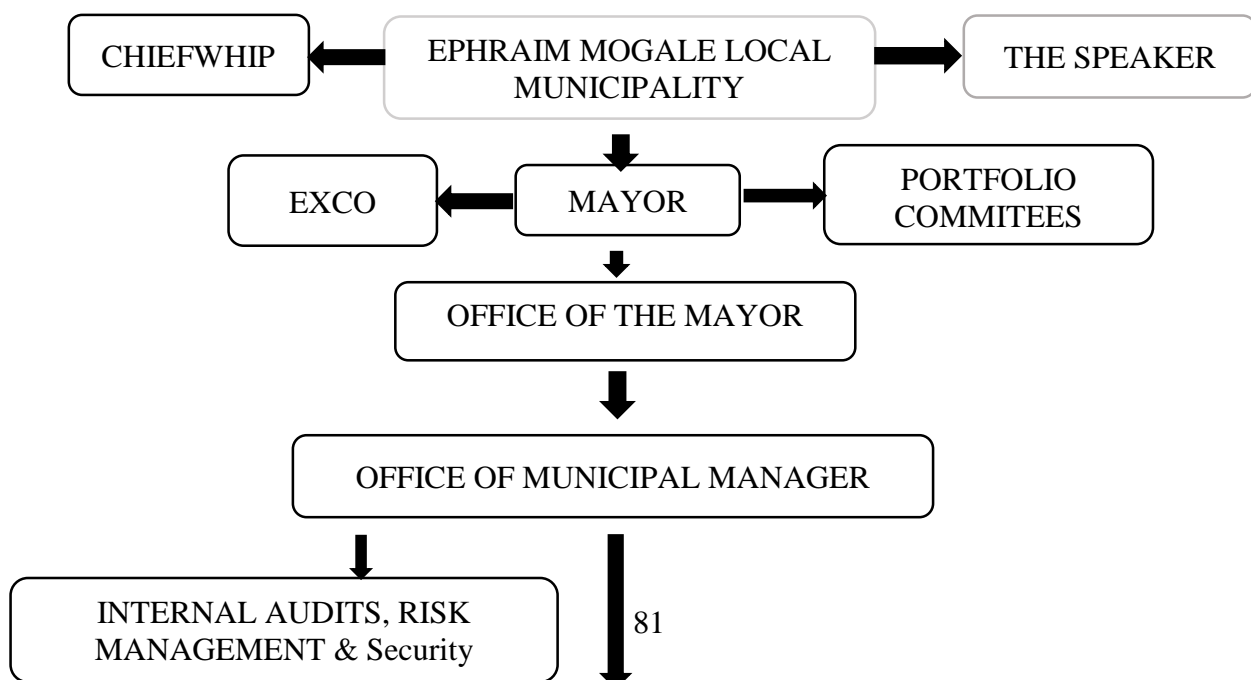 CHIEFWHIP
EPHRAIM MOGALE LOCAL
MUNICIPALITY
THE SPEAKER
EXCO
MAYOR
PORTFOLIO
COMMITEES
OFFICE OF THE MAYOR
OFFICE OF MUNICIPAL MANAGER
INTERNAL AUDITS, RISK
MANAGEMENT & Security
81